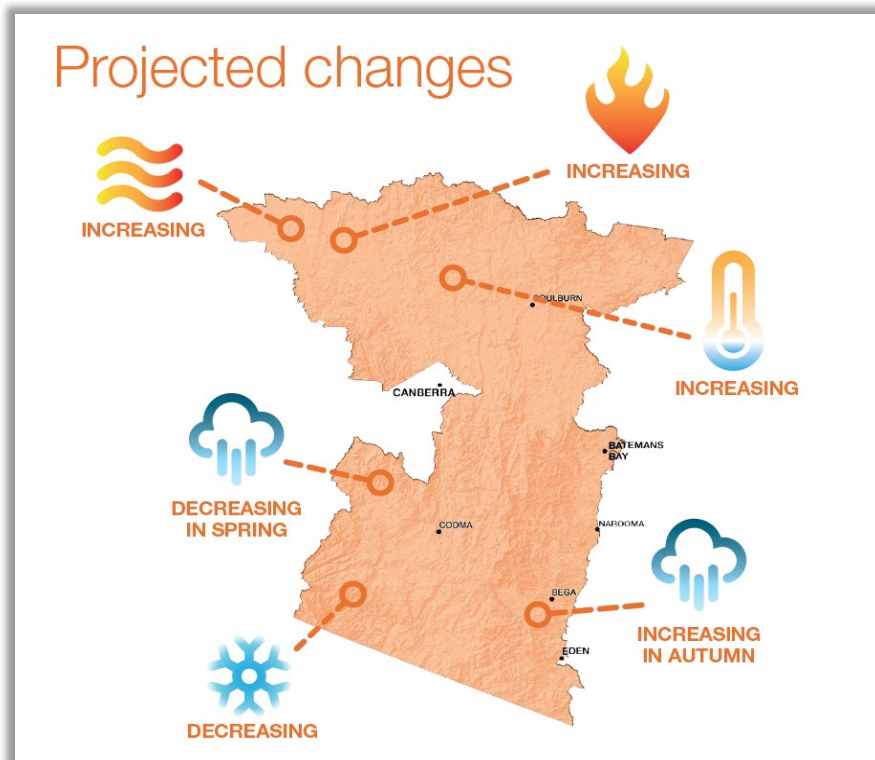 Projected changes
INCREASING
INCREASING
GOULBURN
INCREASING
CANBERRA
BATEMANS
BAY
DECREASING
IN SPRING
COOMA
NAROOMA
BEGA
INCREASING
IN AUTUMN
EDEN
DECREASING